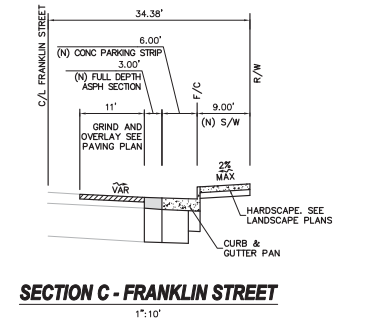 34.38'
6.00'
(N) CONC PARKING STRIP
3.00'
(N) FULL DEPTH
ASPH SECTION
C/L FRANKLIN STREET
F/C
R/W
11'
9.00'
(N) S/W
GRIND AND
OVERLAY SEE
PAVING PLAN
2%
MAX
VAR
HARDSCAPE. SEE
LANDSCAPE PLANS
CURB &
GUTTER PAN
SECTION C - FRANKLIN STREET
1":10'